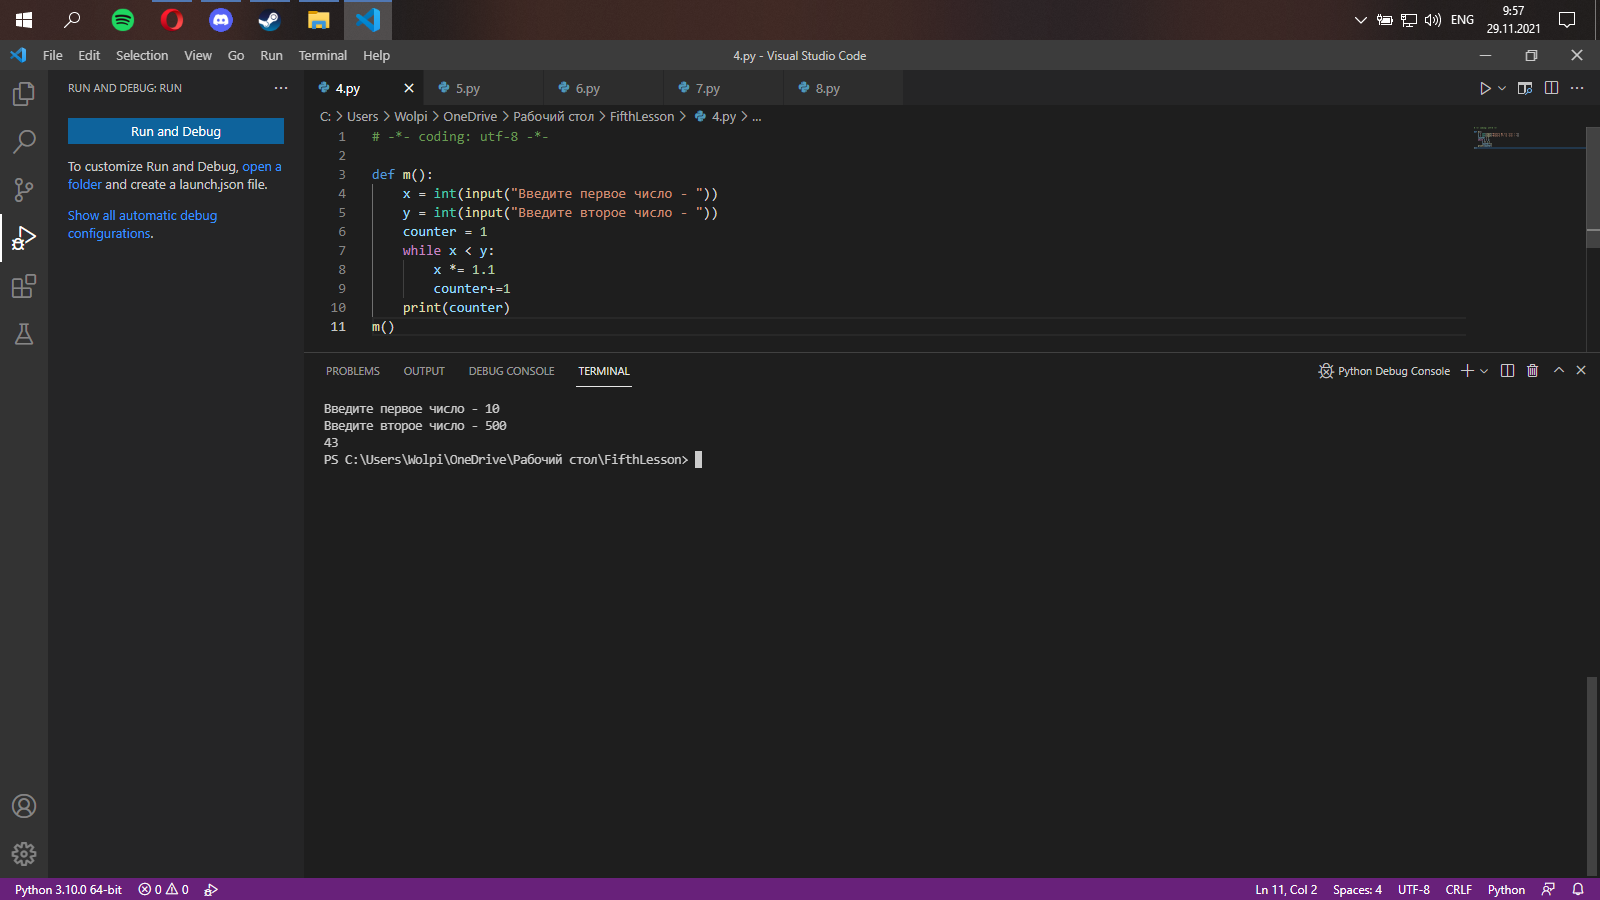 ENG
9:57
29.11.2021
File Edit Selection View Go Run Terminal Help
4.py - Visual Studio Code
RUN AND DEBUG: RUN ...
4.py 5.py 6.py 7.py 8.py
Run and Debug
To customize Run and Debug, open a
folder and create a launch.json file.
Show all automatic debug
configurations.
C: > Users > Wolpi > OneDrive > Рабочий стол > FifthLesson > 4.py > ...
1 # -*- coding: utf-8 -*-
2
3 def m():
4     x = int(input("Введите первое число - "))
5     y = int(input("Введите второе число - "))
6     counter = 1
7     while x < y:
8         x *= 1.1
9         counter+=1
10     print(counter)
11 m()
PROBLEMS OUTPUT DEBUG CONSOLE TERMINAL
Python Debug Console
Введите первое число - 10
Введите второе число - 500
43
PS C:\Users\Wolpi\OneDrive\Рабочий стол\FifthLesson>
Python 3.10.0 64-bit 0 0
Ln 11, Col 2 Spaces: 4 UTF-8 CRLF Python